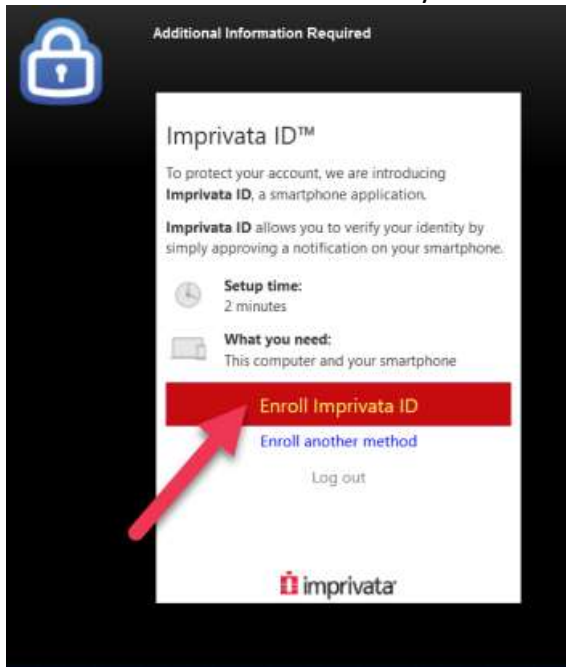 Additional Information Required
Imprivata ID™
To protect your account, we are introducing
Imprivata ID, a smartphone application.
Imprivata ID allows you to verify your identity by
simply approving a notification on your smartphone.
Setup time:
2 minutes
What you need:
This computer and your smartphone
Enroll Imprivata ID
Enroll another method
Log out
imprivata